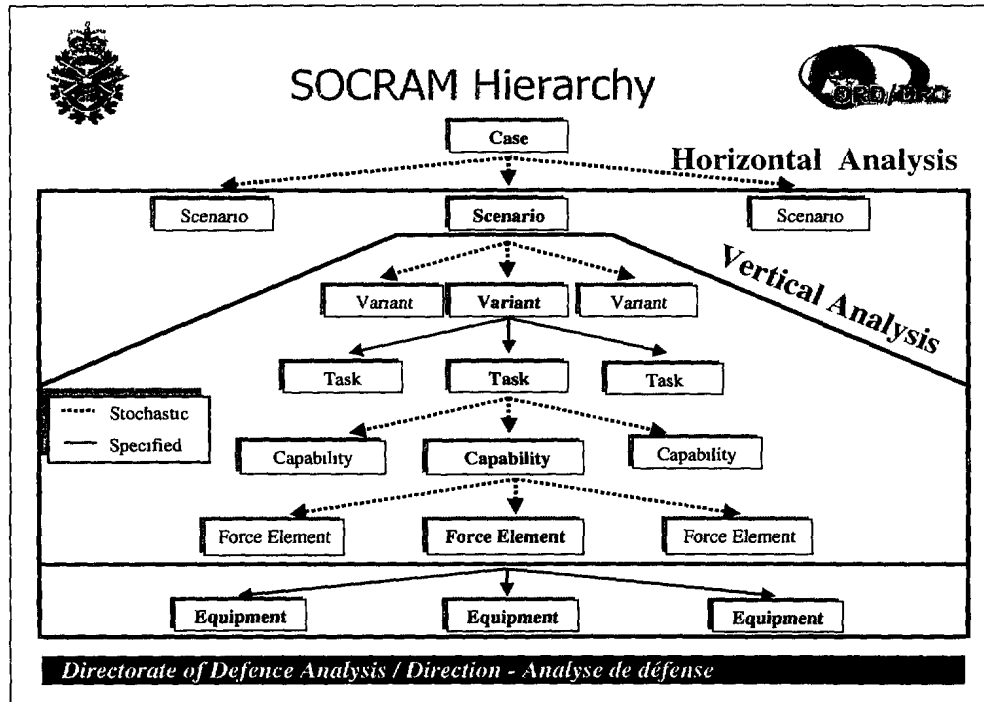 SOCRAM Hierarchy
ORD/DRO
Case
Horizontal Analysis
Scenario Scenario Scenario
Vertical Analysis
Variant Variant Variant
Task Task Task
Stochastic
Specified
Capability Capability Capability
Force Element Force Element Force Element
Equipment Equipment Equipment
Directorate of Defence Analysis / Direction - Analyse de défense